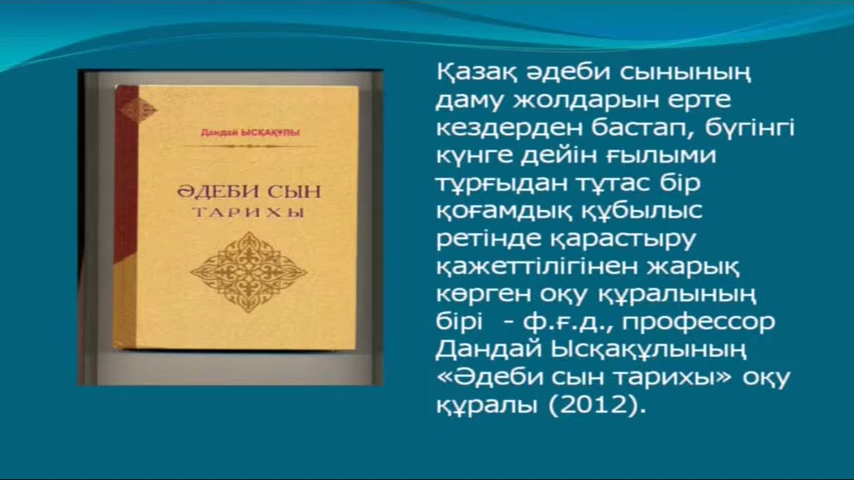 Дандай ЫСҚАҚҰЛЫ
ӘДЕБИ СЫН
ТАРИХЫ
Қазақ әдеби сынының
даму жолдарын ерте
кездерден бастап, бүгінгі
күнге дейін ғылыми
тұрғыдан тұтас бір
қоғамдық құбылыс
ретінде қарастыру
қажеттілігінен жарық
көрген оқу құралының
бірі - ф.ғ.д., профессор
Дандай Ысқақұлының
«Әдеби сын тарихы» оқу
құралы (2012).